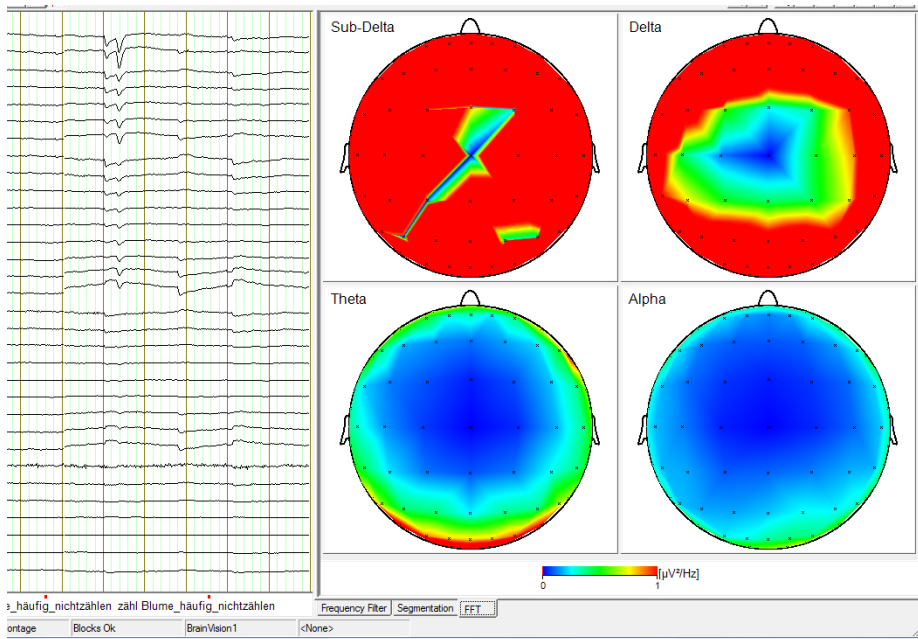 Sub-Delta
Delta
Theta
Alpha
[µV²/Hz]
0
1
e_häufig_nichtzählen zähl Blume_häufig_nichtzählen
Frequency Filter
Segmentation
FFT
ontage
Blocks Ok
BrainVision1
<None>